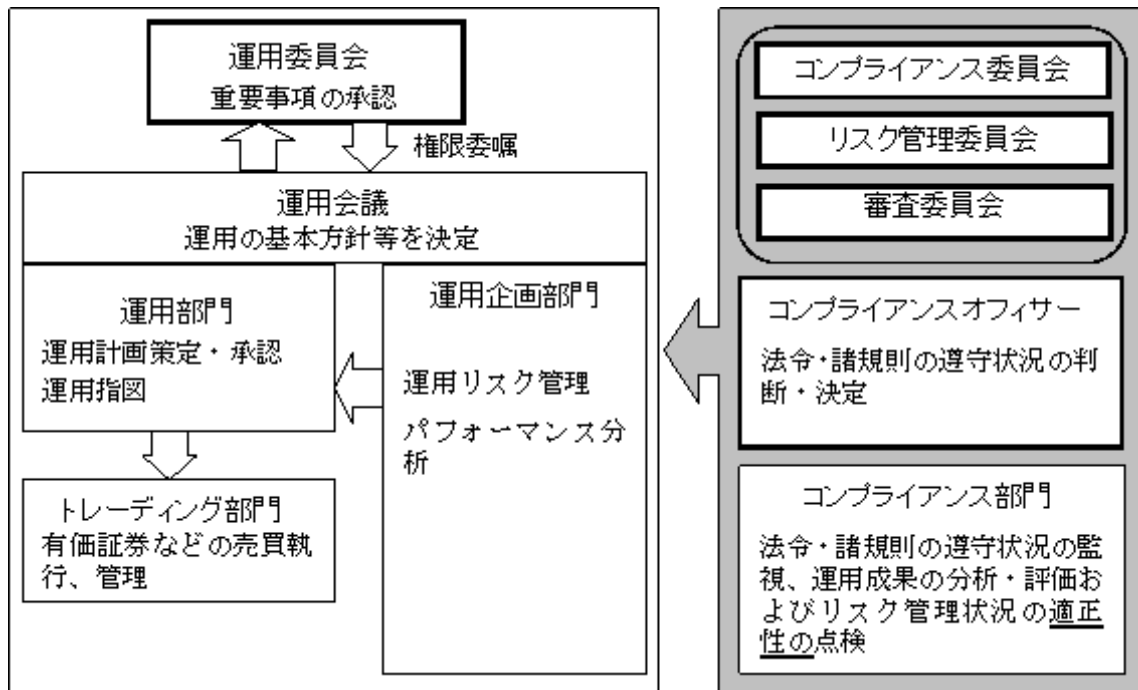 運用委員会
重要事項の承認
権限委嘱
運用会議
運用の基本方針等を決定
運用部門
運用計画策定・承認
運用指図
運用企画部門
運用リスク管理
パフォーマンス分
析
トレーディング部門
有価証券などの売買執
行、管理
コンプライアンス委員会
リスク管理委員会
審査委員会
コンプライアンスオフィサー
法令・諸規則の遵守状況の判
断・決定
コンプライアンス部門
法令・諸規則の遵守状況の監
視、運用成果の分析・評価お
よびリスク管理状況の適正
性の点検